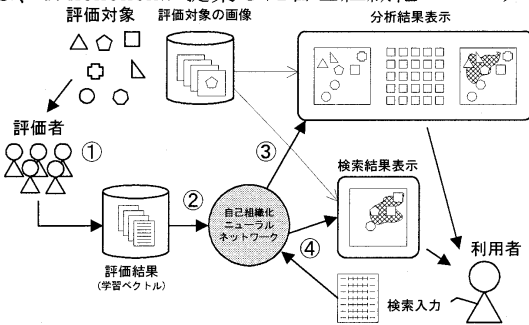 評価対象
評価対象の画像
分析結果表示
評価者
①
②
③
④
検索結果表示
自己組織化
ニューラル
ネットワーク
評価結果
(学習ベクトル)
検索入力
利用者